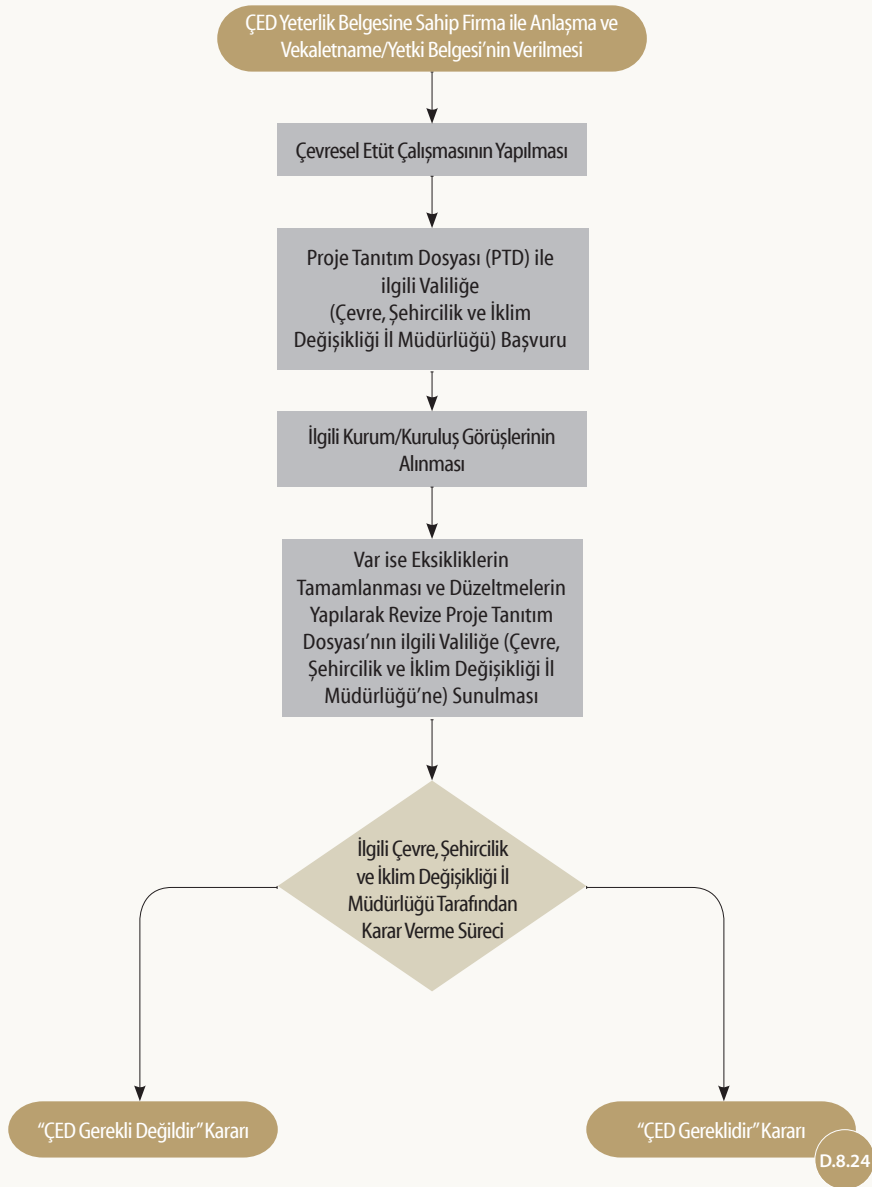 ÇED Yeterlik Belgesine Sahip Firma ile Anlaşma ve
Vekaletname/Yetki Belgesi’nin Verilmesi
Çevresel Etüt Çalışmasının Yapılması
Proje Tanıtım Dosyası (PTD) ile
ilgili Valiliğe
(Çevre, Şehircilik ve İklim
Değişikliği İl Müdürlüğü) Başvuru
İlgili Kurum/Kuruluş Görüşlerinin
Alınması
Var ise Eksikliklerin
Tamamlanması ve Düzeltmelerin
Yapılarak Revize Proje Tanıtım
Dosyası’nın ilgili Valiliğe (Çevre,
Şehircilik ve İklim Değişikliği İl
Müdürlüğü’ne) Sunulması
İlgili Çevre, Şehircilik
ve İklim Değişikliği İl
Müdürlüğü Tarafından
Karar Verme Süreci
“ÇED Gerekli Değildir” Kararı
“ÇED Gereklidir” Kararı
D.8.24